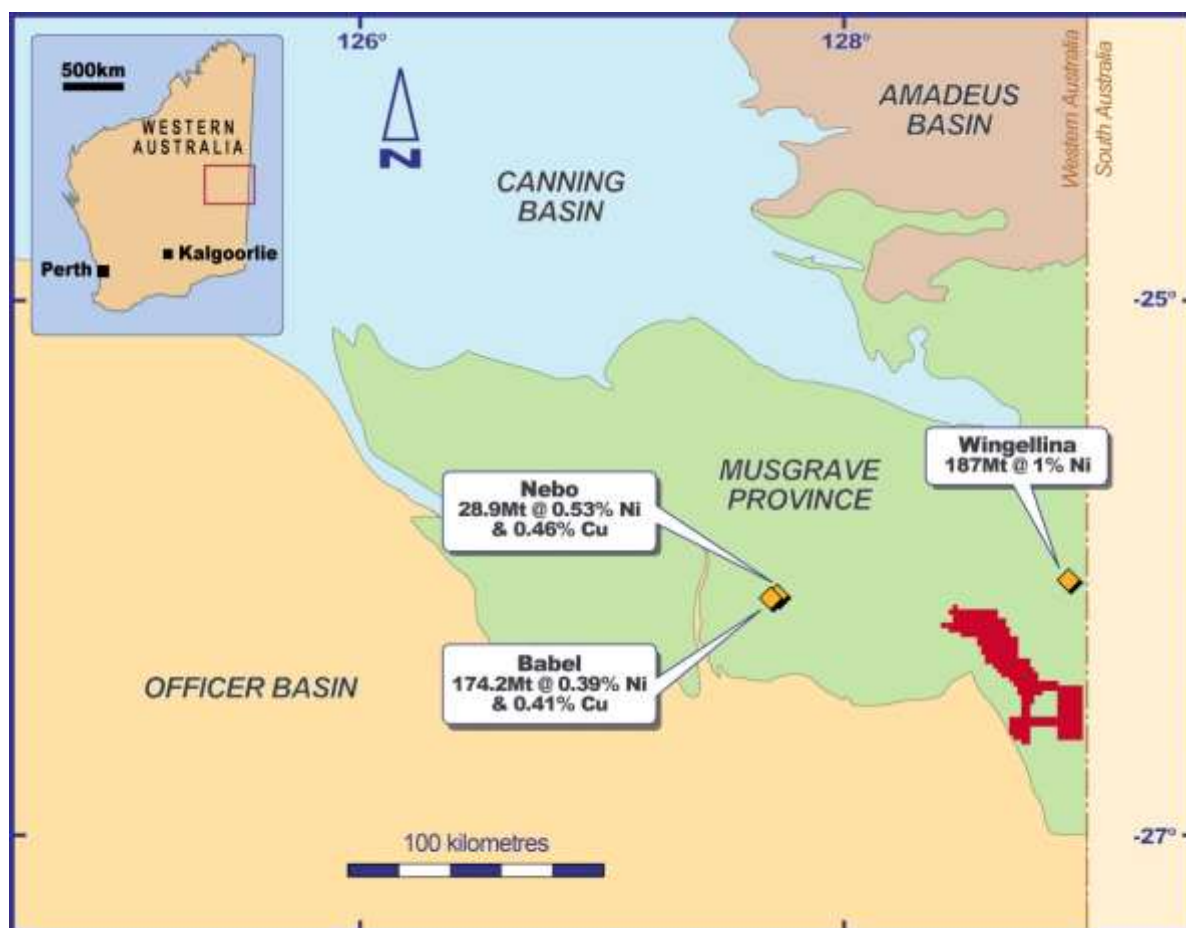 126°
128°
500km
WESTERN
AUSTRALIA
Kalgoorlie
Perth
N
CANNING
BASIN
AMADEUS
BASIN
Western Australia
South Australia
-25°
Wingellina
187Mt @ 1% Ni
MUSGRAVE
PROVINCE
Nebo
28.9Mt @ 0.53% Ni
& 0.46% Cu
Babel
174.2Mt @ 0.39% Ni
& 0.41% Cu
OFFICER BASIN
-27°
100 kilometres